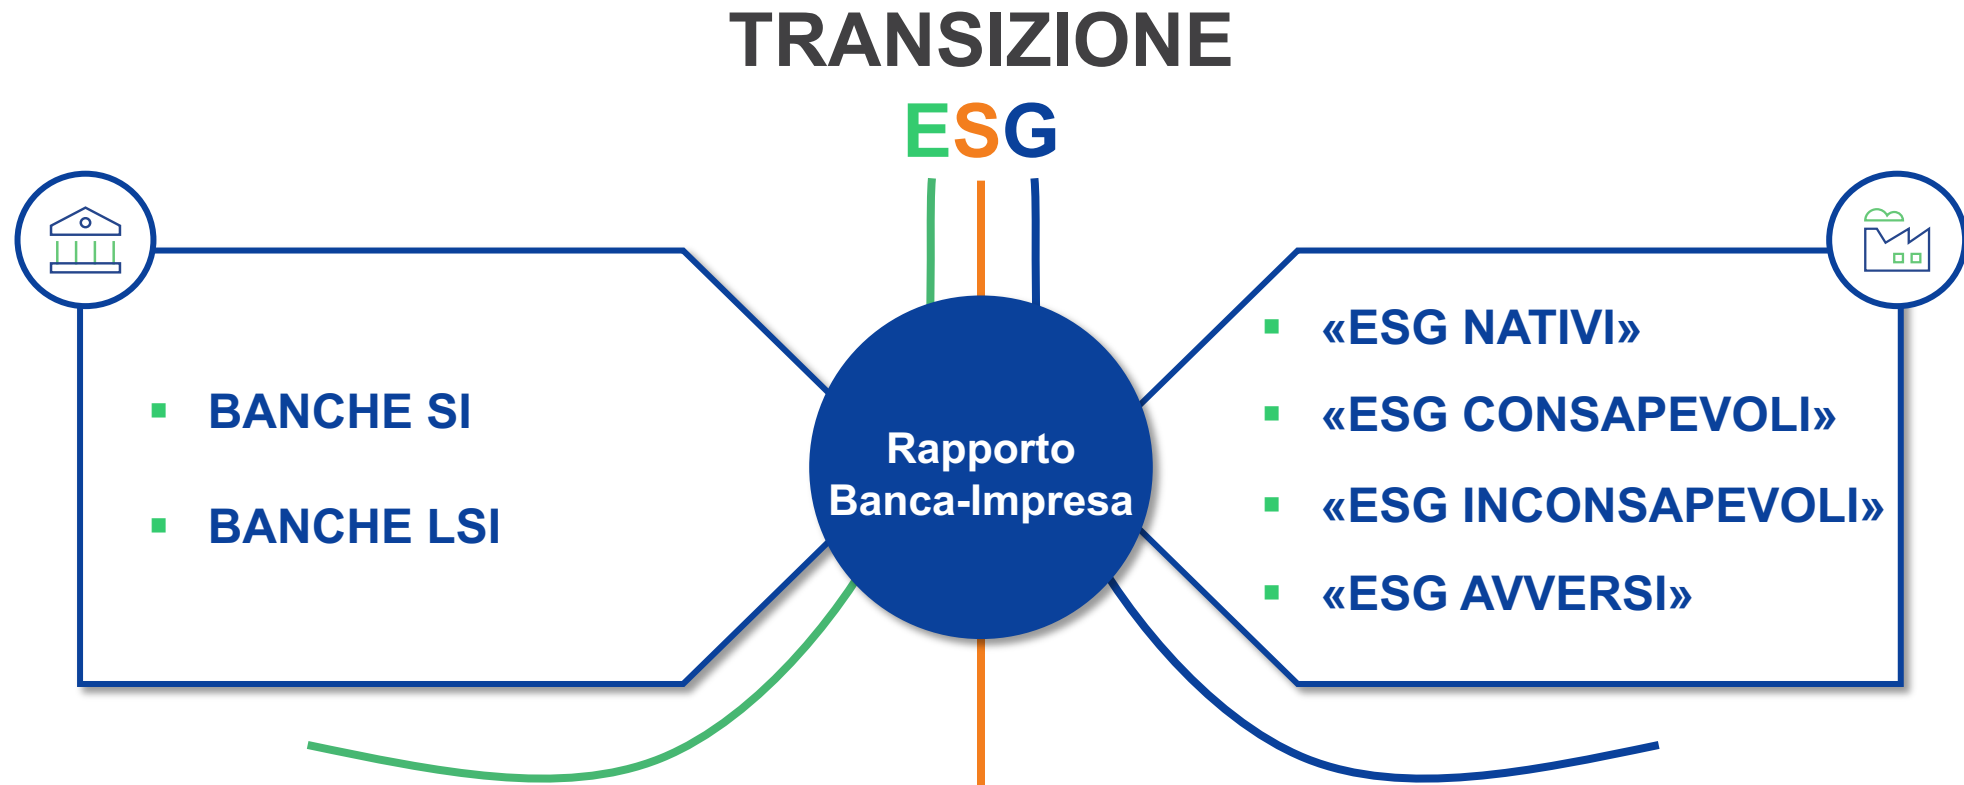 TRANSIZIONE
ESG
▪ BANCHE SI
▪ BANCHE LSI
Rapporto
Banca-Impresa
▪ «ESG NATIVI»
▪ «ESG CONSAPEVOLI»
▪ «ESG INCONSAPEVOLI»
▪ «ESG AVVERSI»